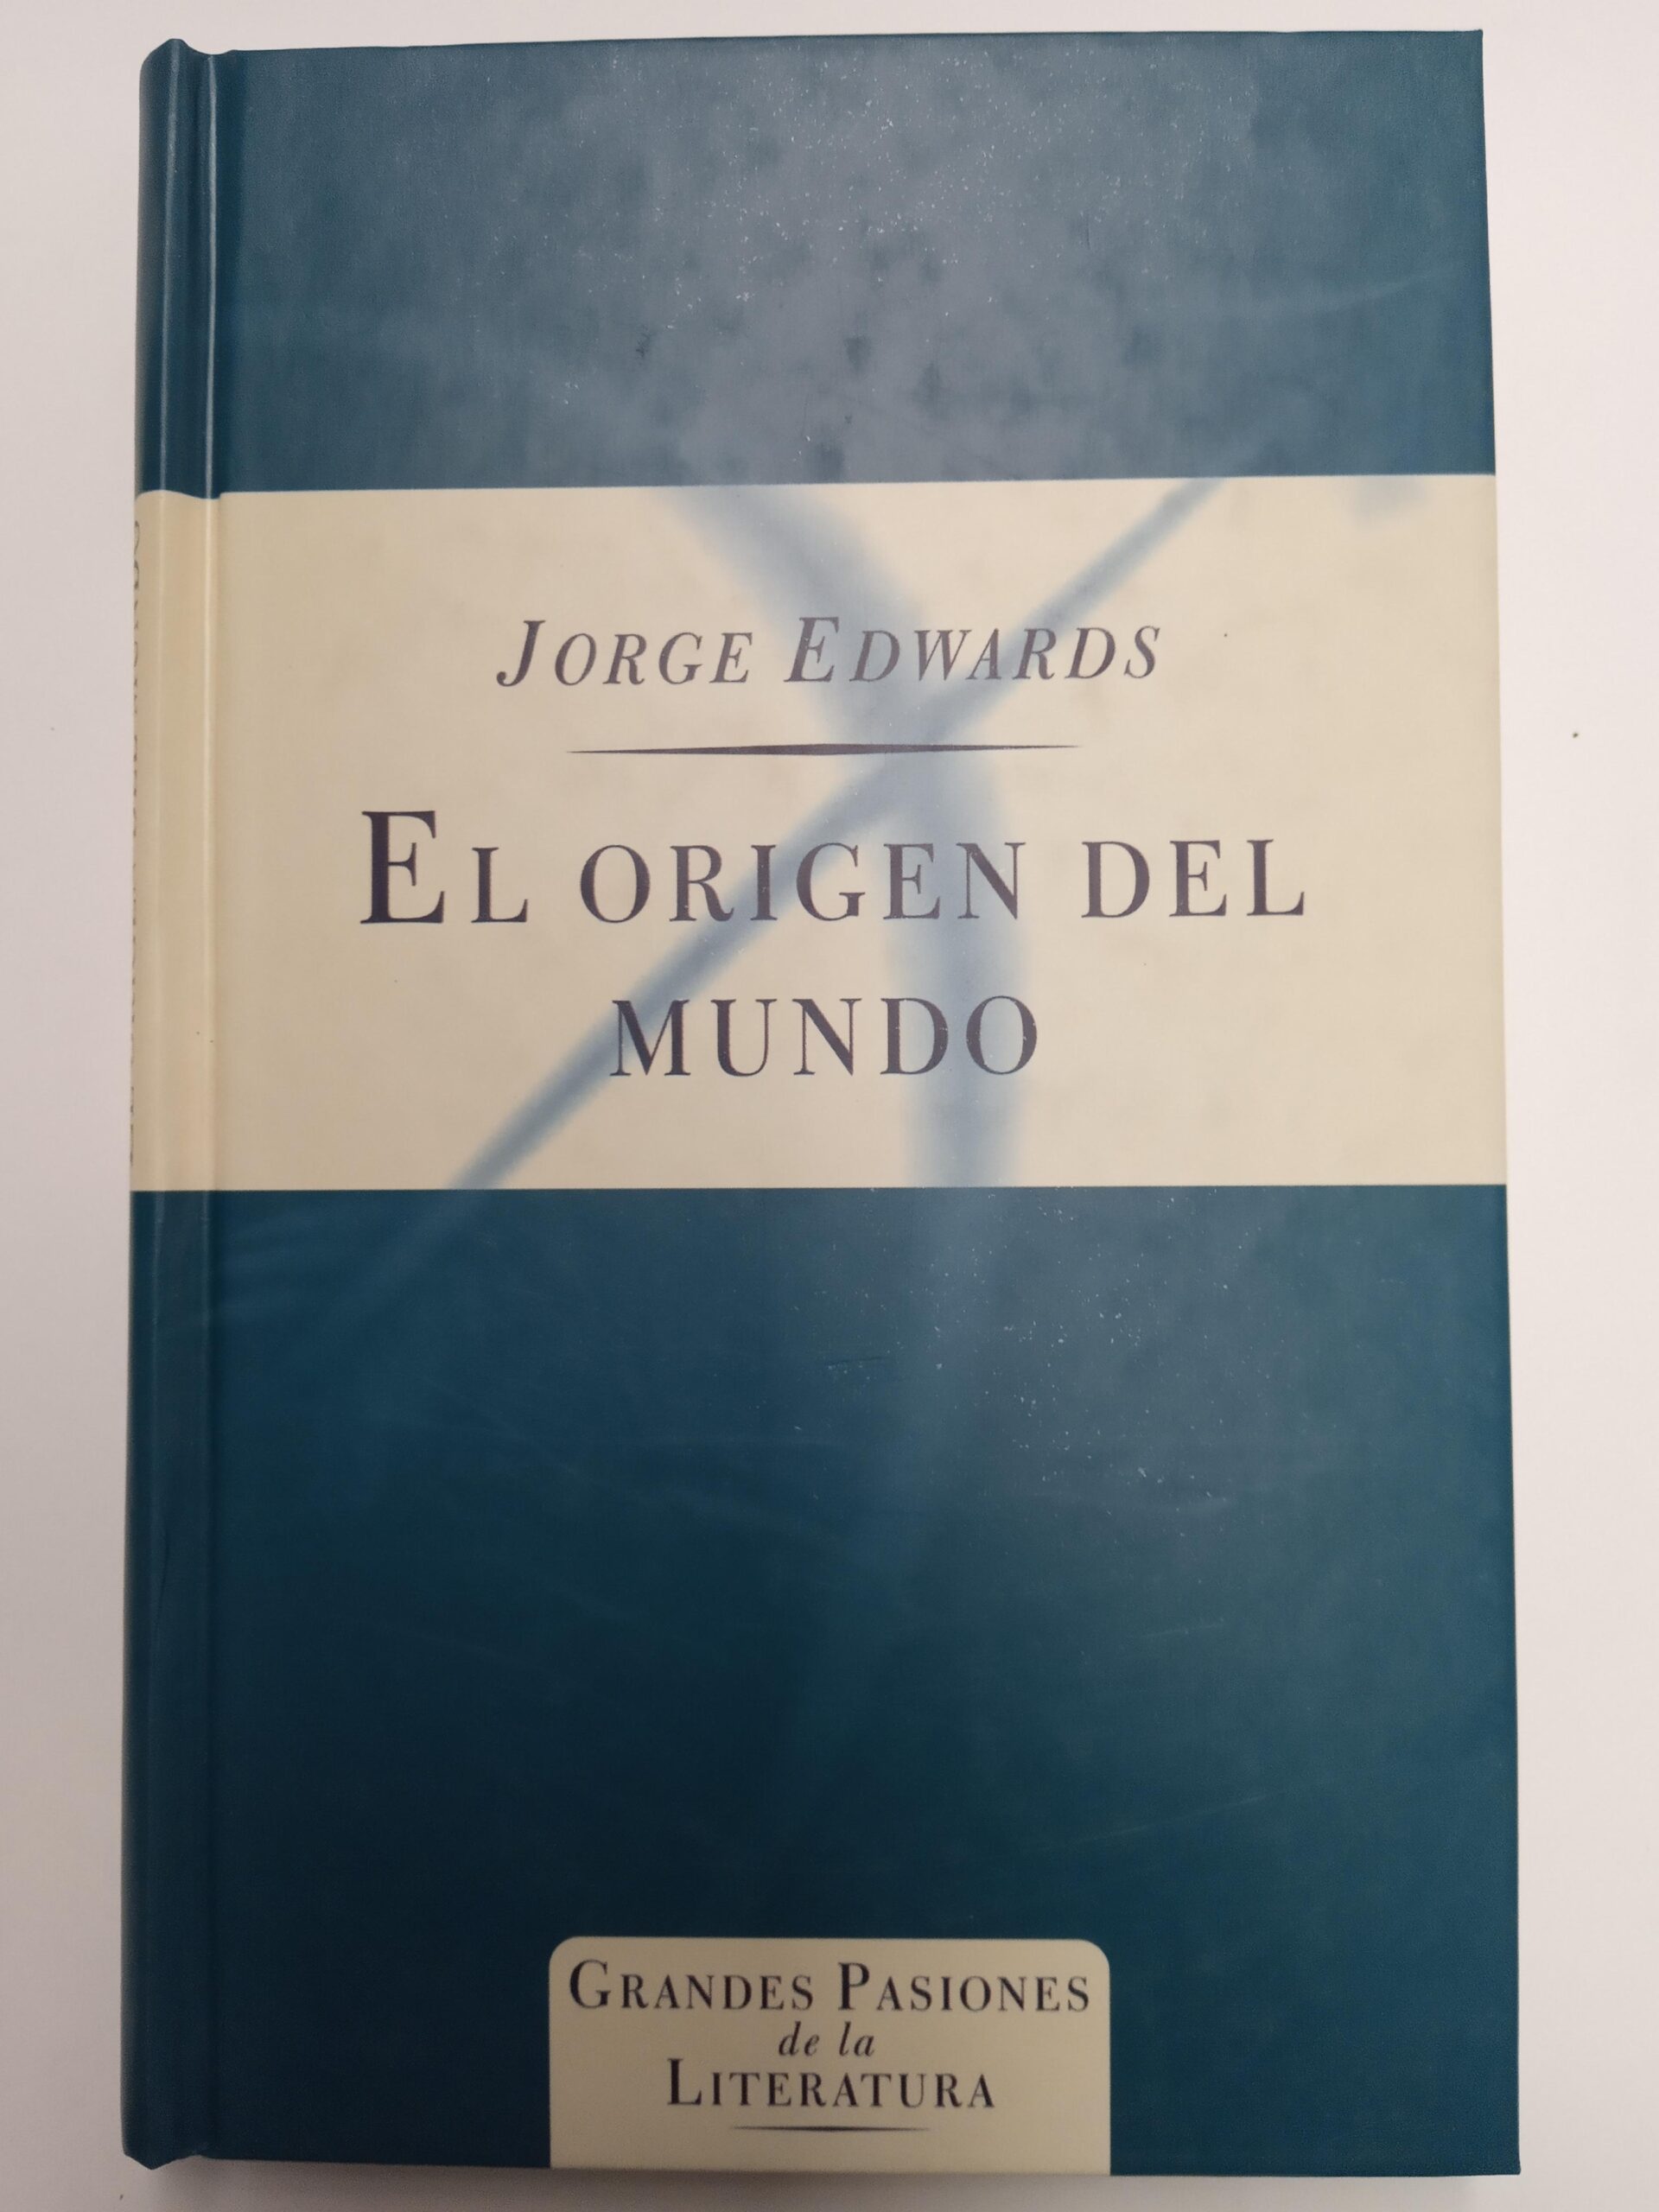 JORGE EDWARDS
EL ORIGEN DEL
MUNDO
GRANDES PASIONES
de la
LITERATURA